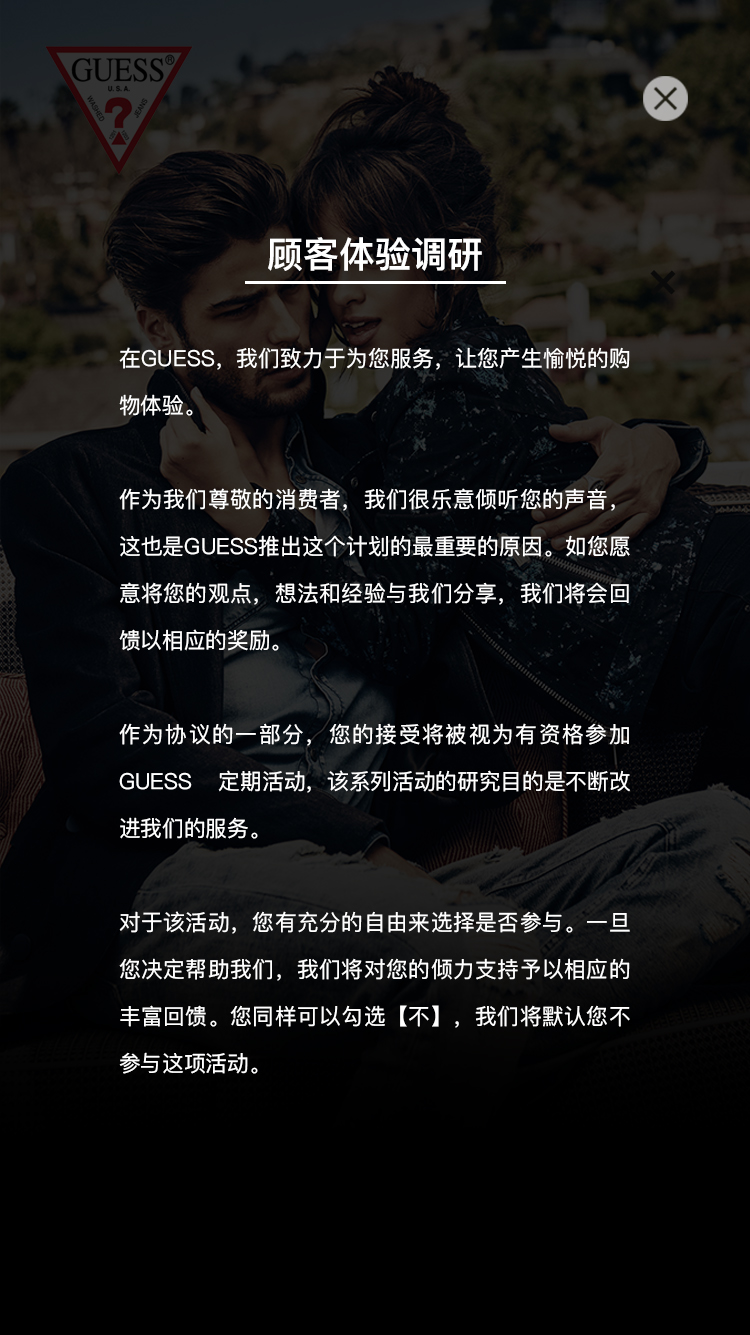 GUESS®
U.S.A.
WASHED
JEANS
?
顾客体验调研
在GUESS，我们致力于为您服务，让您产生愉悦的购
物体验。
作为我们尊敬的消费者，我们很乐意倾听您的声音，
这也是GUESS推出这个计划的最重要的原因。如您愿
意将您的观点，想法和经验与我们分享，我们将会回
馈以相应的奖励。
作为协议的一部分，您的接受将被视为有资格参加
GUESS 定期活动，该系列活动的研究目的是不断改
进我们的服务。
对于该活动，您有充分的自由来选择是否参与。一旦
您决定帮助我们，我们将对您的倾力支持予以相应的
丰富回馈。您同样可以勾选【不】，我们将默认您不
参与这项活动。